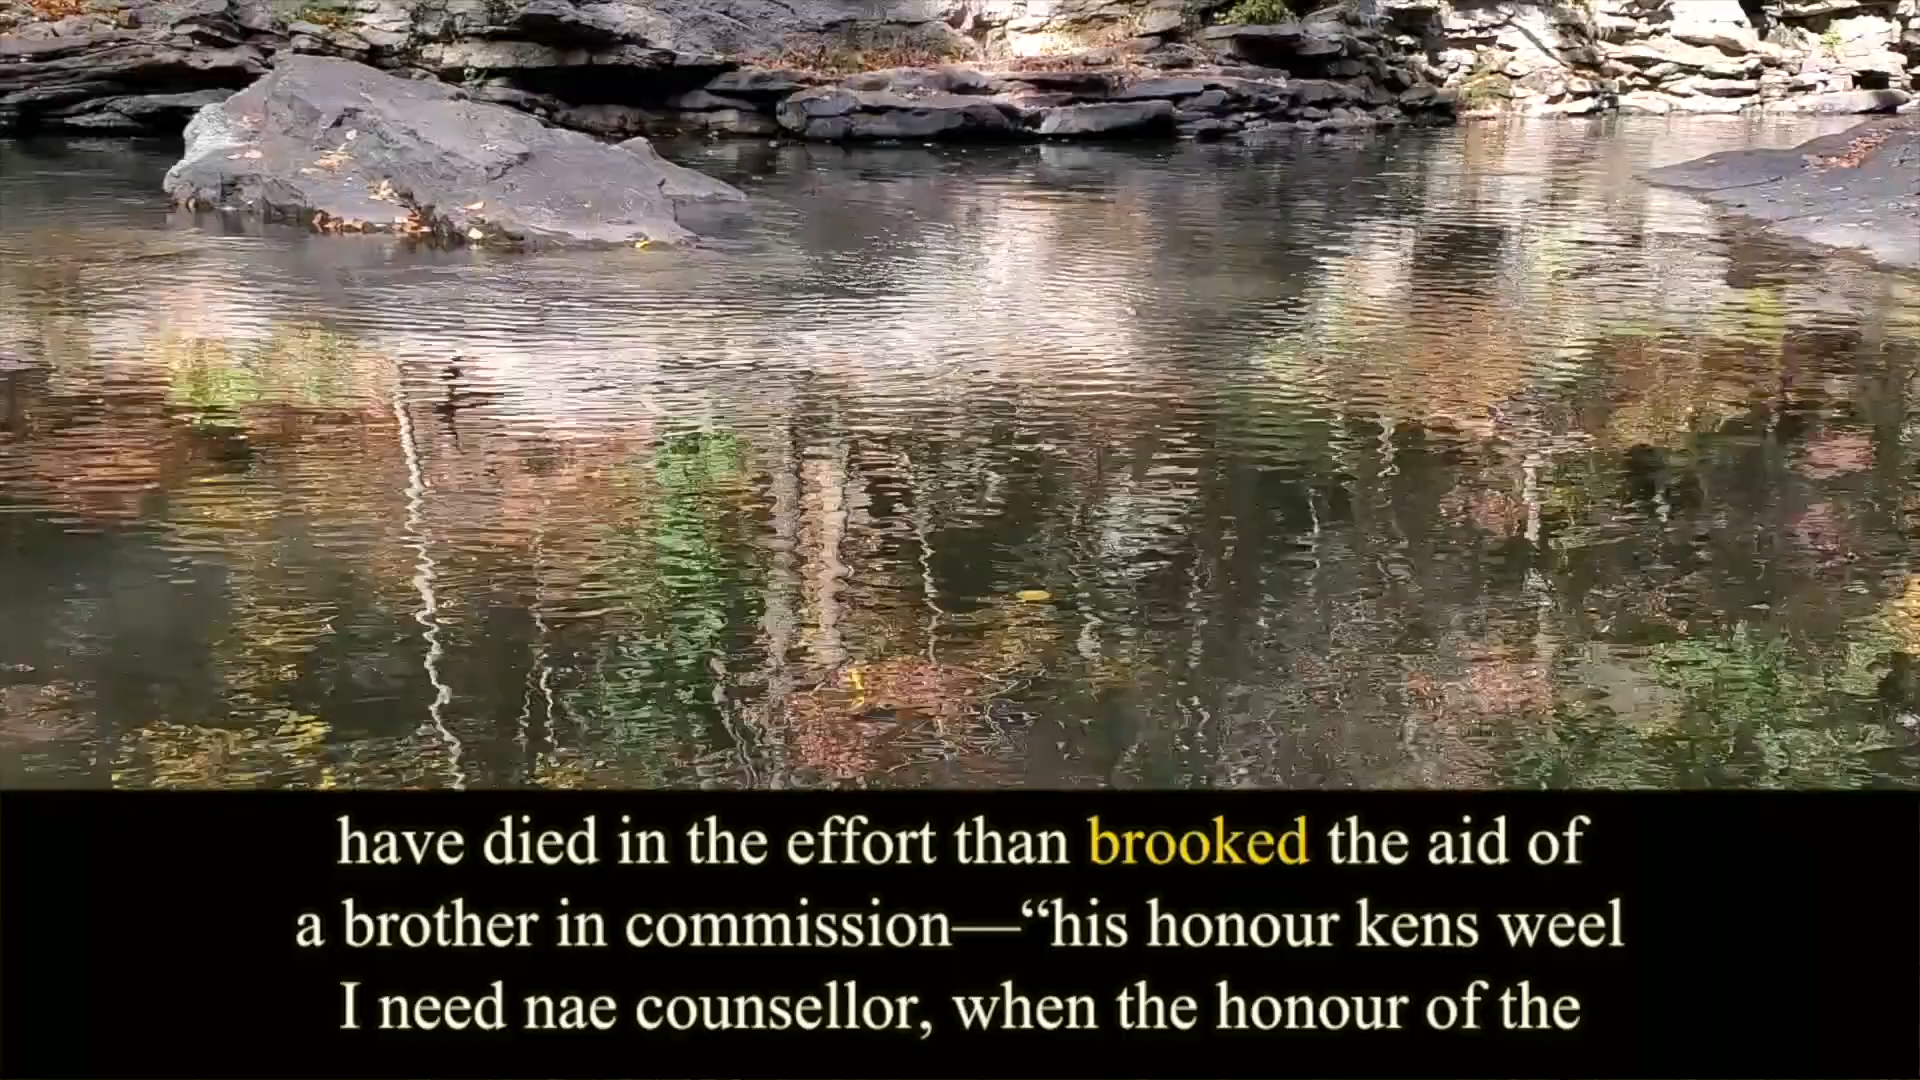 have died in the effort than brooked the aid of
a brother in commission—“his honour kens weel
I need nae counsellor, when the honour of the